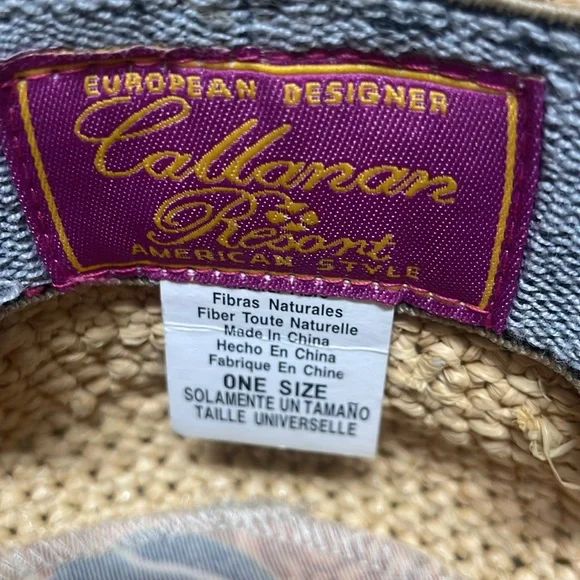 EUROPEAN DESIGNER
Callanan
Resort
AMERICAN STYLE
Fibras Naturales
Fiber Toute Naturelle
Made In China
Hecho En China
Fabrique En Chine
ONE SIZE
SOLAMENTE UN TAMAÑO
TAILLE UNIVERSELLE